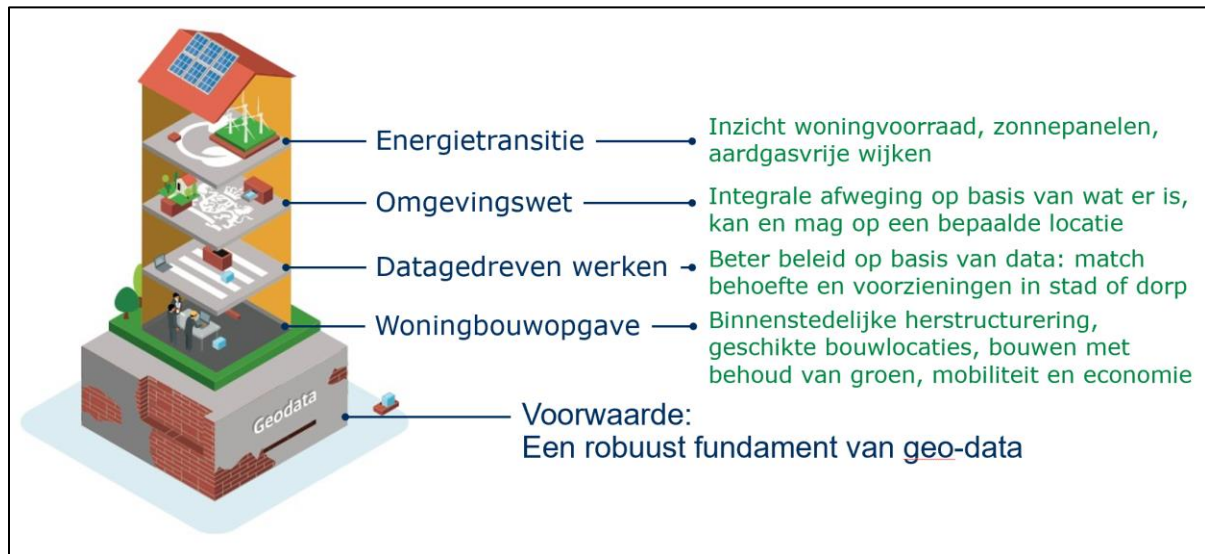 Energietransitie
Inzicht woningvoorraad, zonnepanelen,
aardgasvrije wijken
Omgevingswet
Integrale afweging op basis van wat er is,
kan en mag op een bepaalde locatie
Datagedreven werken
Beter beleid op basis van data: match
behoefte en voorzieningen in stad of dorp
Woningbouwopgave
Binnenstedelijke herstructurering,
geschikte bouwlocaties, bouwen met
behoud van groen, mobiliteit en economie
Geodata
Voorwaarde:
Een robuust fundament van geo-data